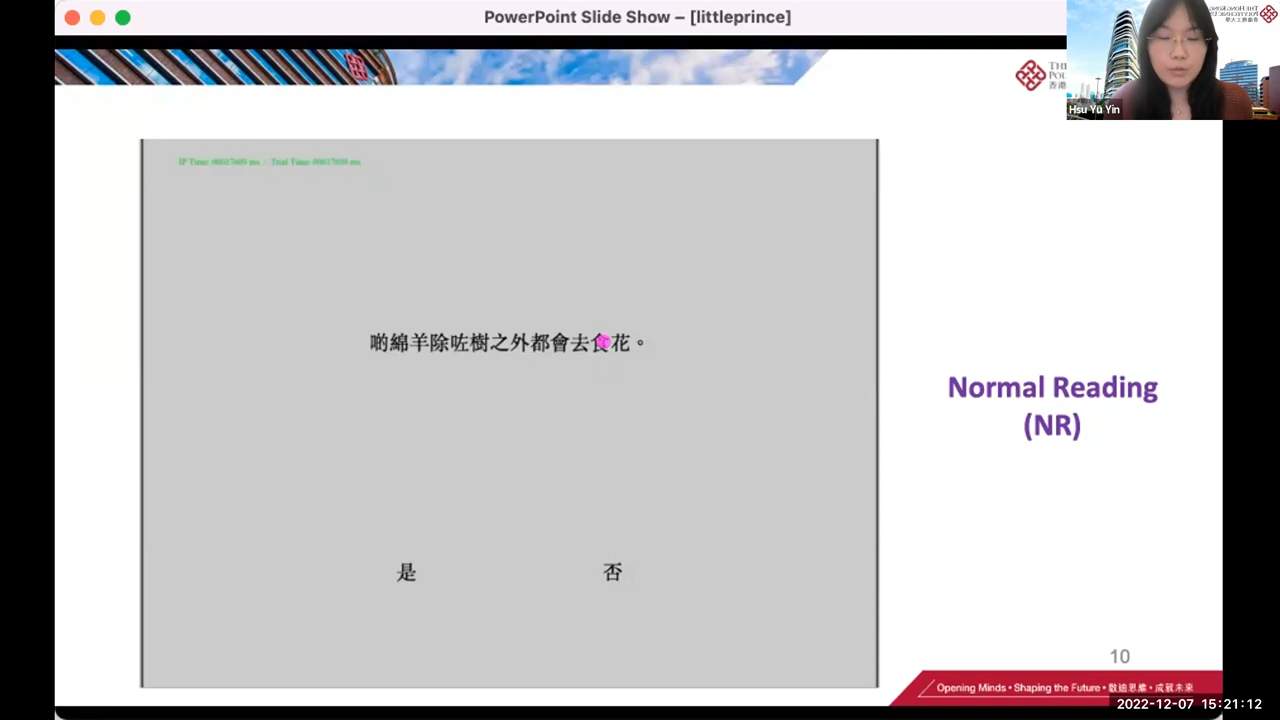 PowerPoint Slide Show – [littleprince]
Hsu Yu Yin
啲綿羊除咗樹之外都會去食花。
Normal Reading
(NR)
是
否
10
Opening Minds • Shaping the Future • 啟迪思維 • 成就未來
2022-12-07 15:21:12